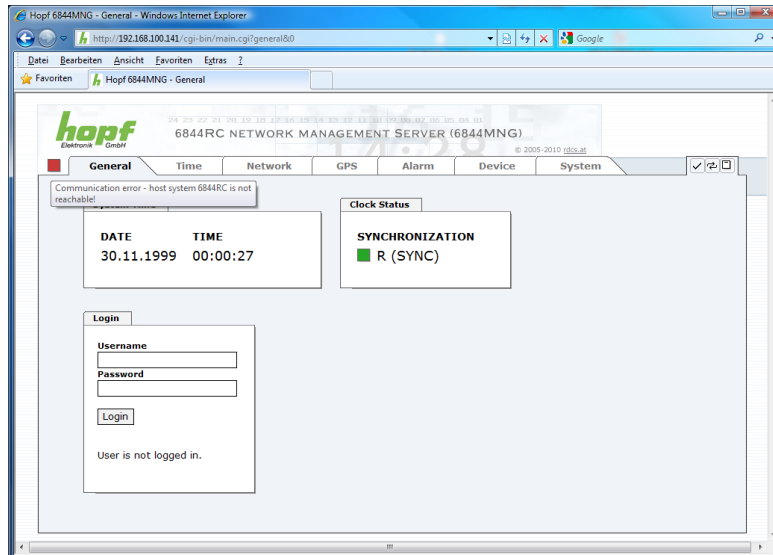 Hopf 6844MNG - General - Windows Internet Explorer
http://192.168.100.141/cgi-bin/main.cgi?general&0
Google
Datei Bearbeiten Ansicht Favoriten Extras ?
Favoriten
Hopf 6844MNG - General
hopf
Elektronik GmbH
6844RC NETWORK MANAGEMENT SERVER (6844MNG)
© 2005-2010 rdcs.at
General Time Network GPS Alarm Device System
Communication error - host system 6844RC is not
reachable!
Clock Status
DATE TIME
30.11.1999 00:00:27
SYNCHRONIZATION
R (SYNC)
Login
Username
Password
Login
User is not logged in.